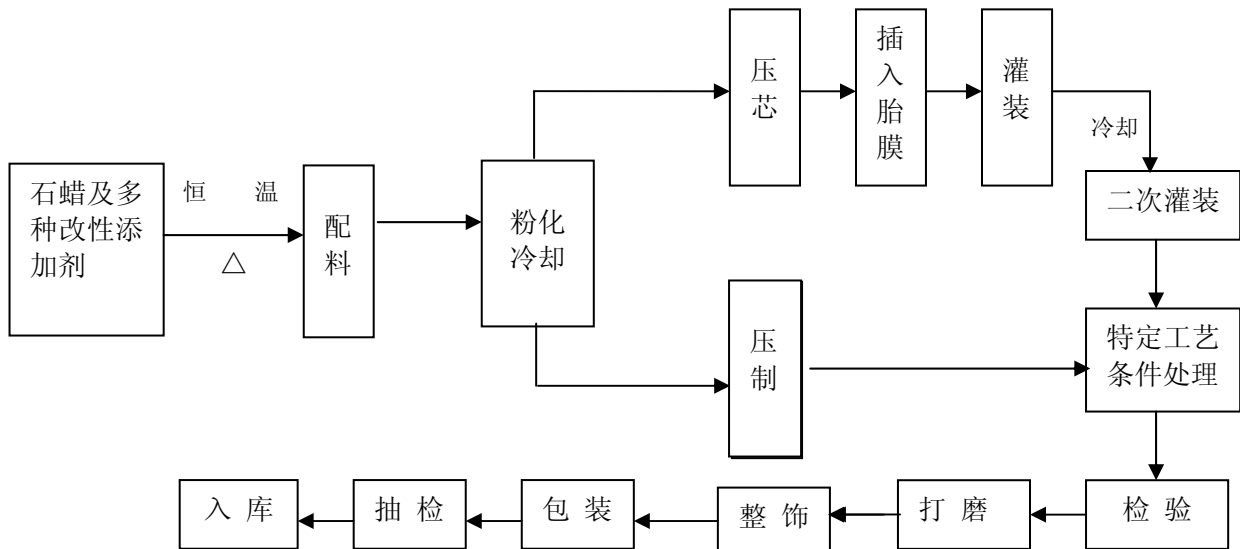 石蜡及多
种改性添
加剂
恒 温
△
配
料
粉化
冷却
压
芯
插
入
胎
膜
灌
装
冷却
二次灌装
压
制
特定工艺
条件处理
检 验
打 磨
整 饰
包 装
抽 检
入 库